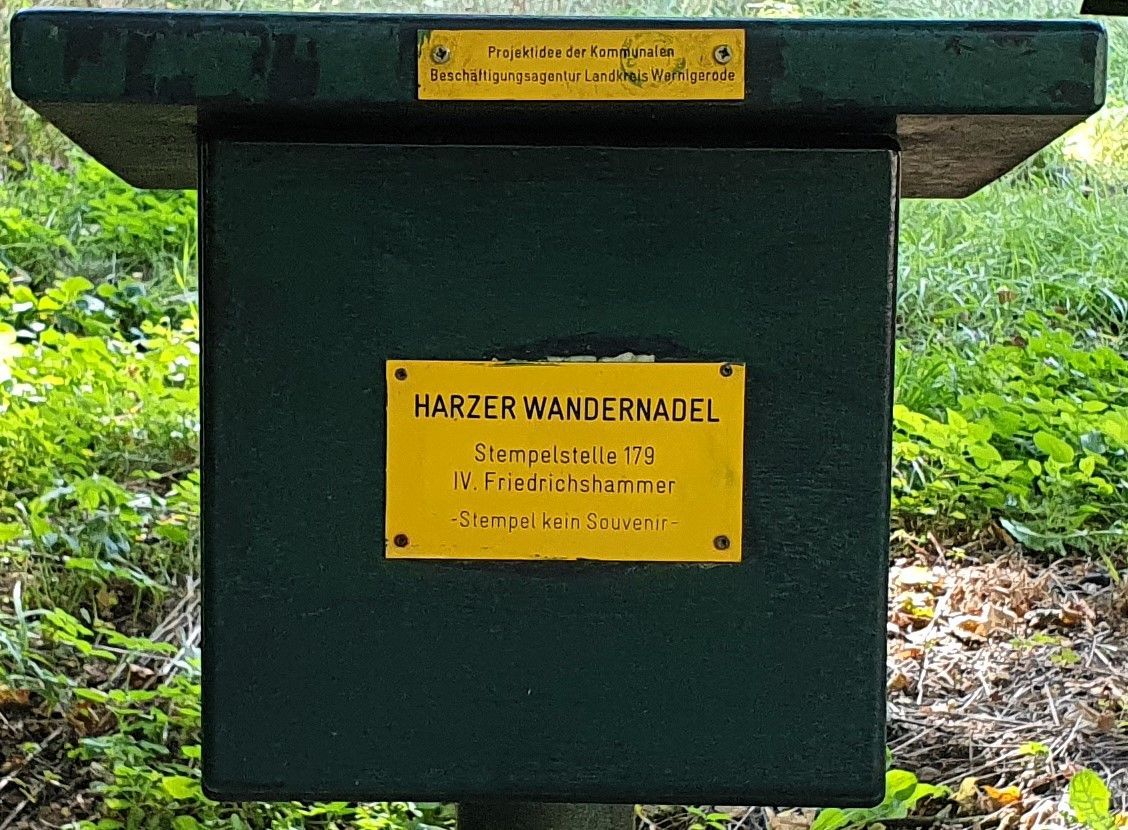 Projektidee der Kommunalen
Beschäftigungsagentur Landkreis Wernigerode
HARZER WANDERNADEL
Stempelstelle 179
IV. Friedrichshammer
-Stempel kein Souvenir-